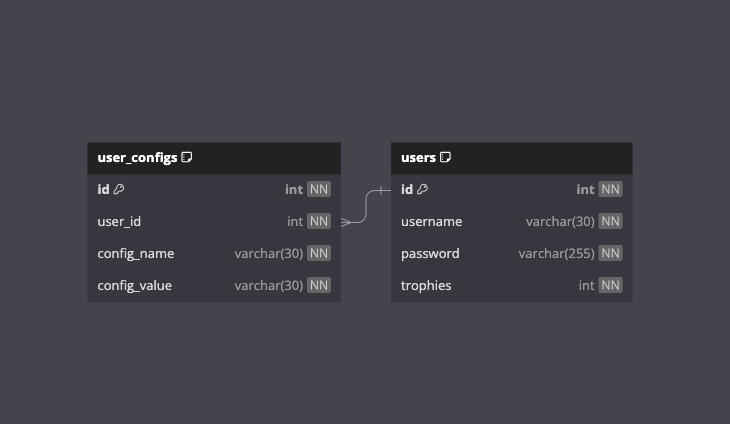 user_configs
id int NN
user_id int NN
config_name varchar(30) NN
config_value varchar(30) NN
users
id int NN
username varchar(30) NN
password varchar(255) NN
trophies int NN